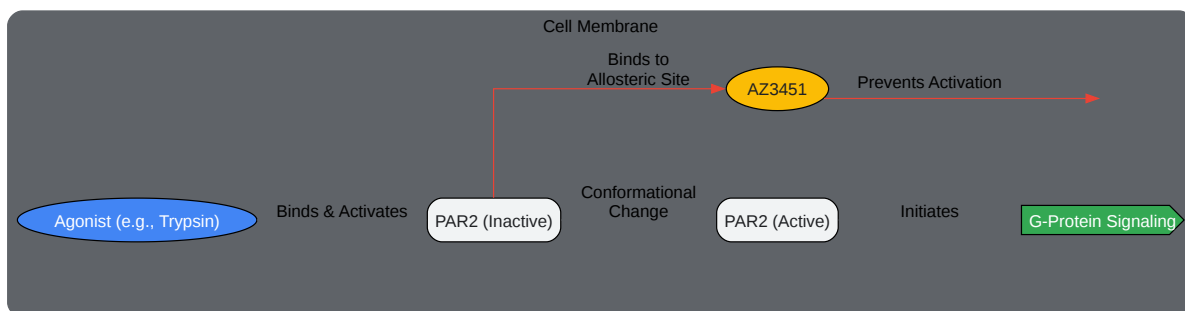 Cell Membrane
Binds to
Allosteric Site
AZ3451
Prevents Activation
Agonist (e.g., Trypsin)
Binds & Activates
PAR2 (Inactive)
Conformational
Change
PAR2 (Active)
Initiates
G-Protein Signaling